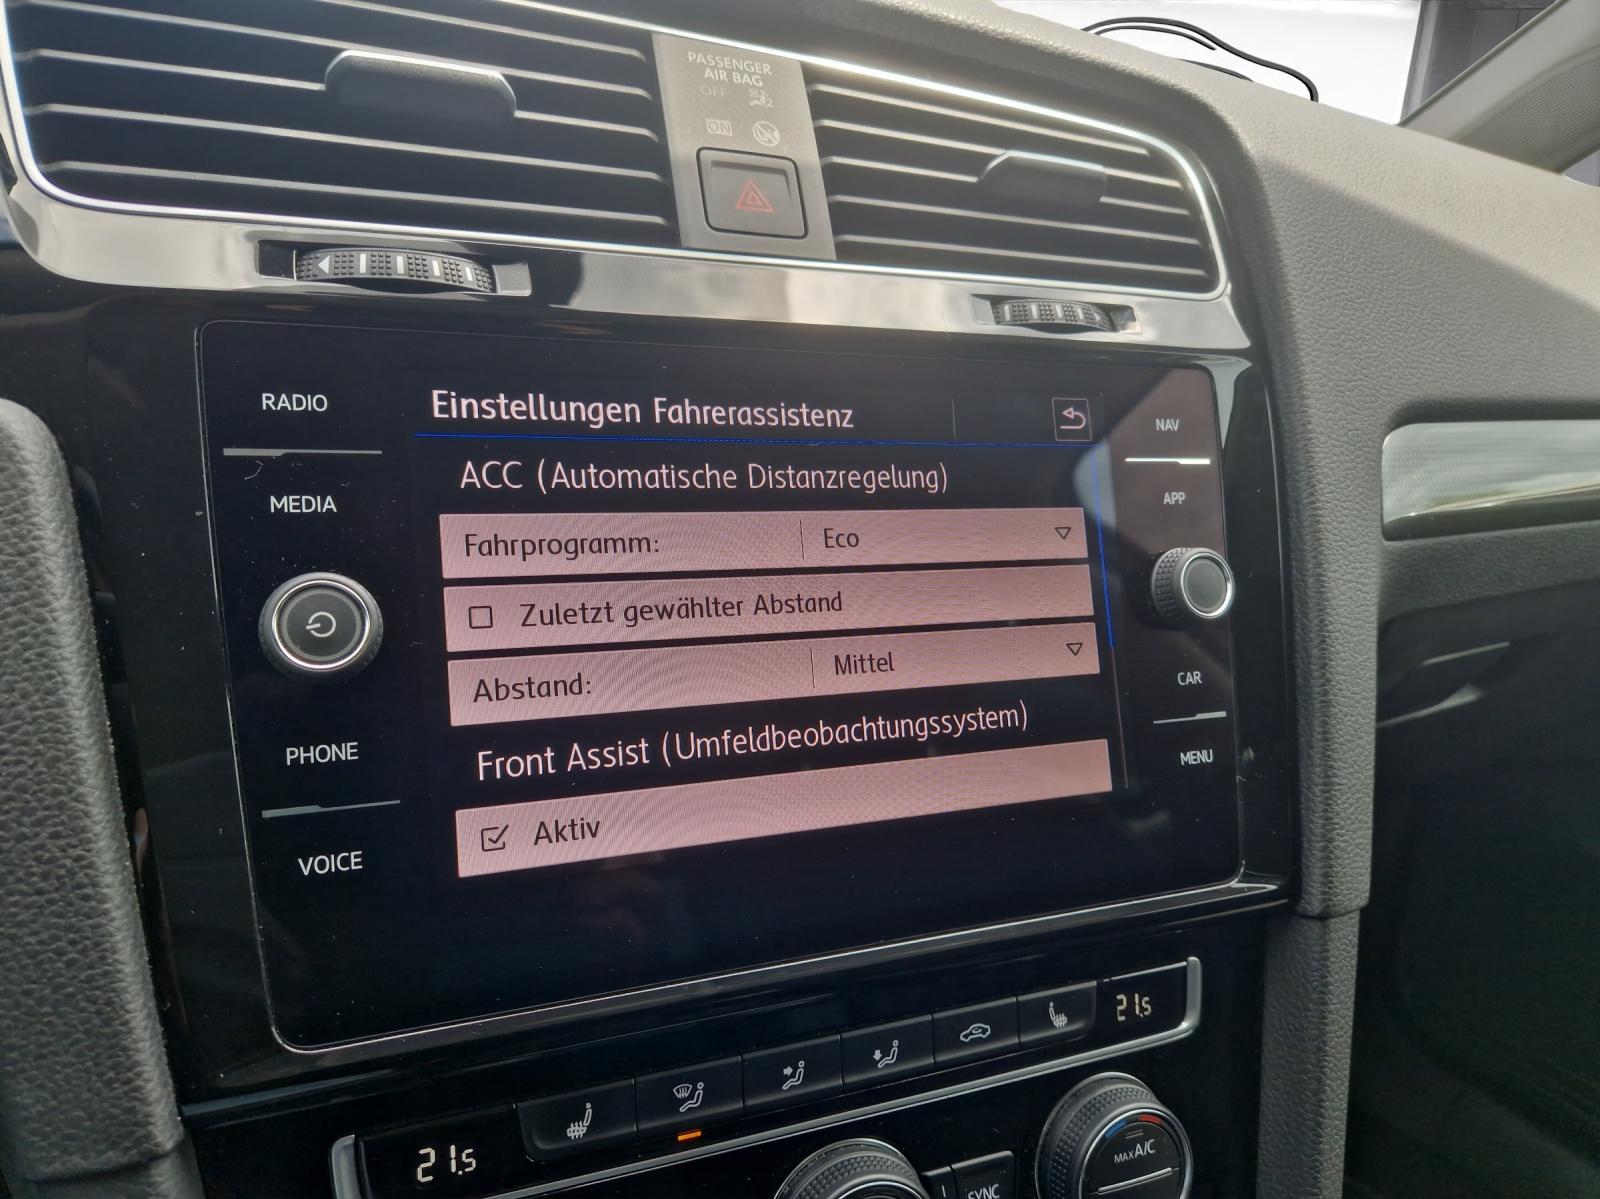 PASSENGER
AIR BAG
OFF
ON
RADIO
MEDIA
PHONE
VOICE
Einstellungen Fahrerassistenz
ACC (Automatische Distanzregelung)
Fahrprogramm: Eco
Zuletzt gewählter Abstand
Abstand: Mittel
Front Assist (Umfeldbeobachtungssystem)
Aktiv
NAV
APP
CAR
MENU
21.5
21.5
MAX A/C
SYNC